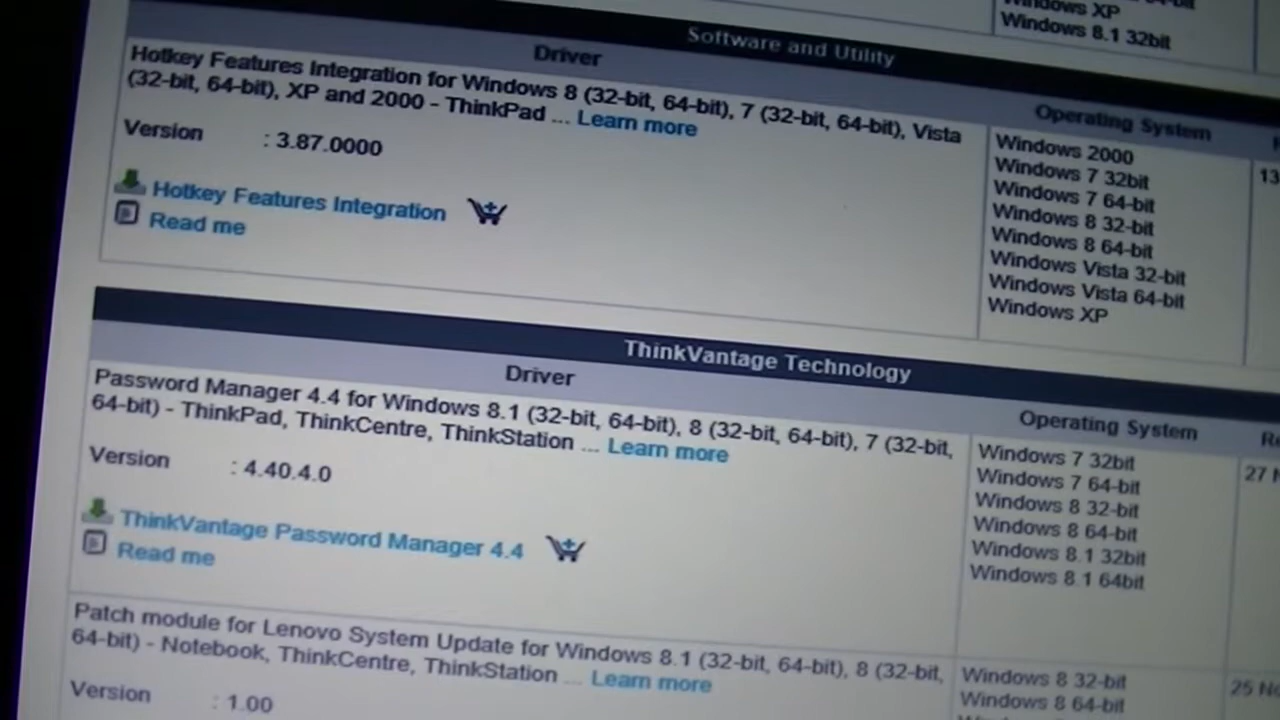 Windows XP
Windows 8.1 32bit
Software and Utility
Driver
Operating System
Hotkey Features Integration for Windows 8 (32-bit, 64-bit), 7 (32-bit, 64-bit), Vista
(32-bit, 64-bit), XP and 2000 - ThinkPad ... Learn more
Version : 3.87.0000
Hotkey Features Integration
Read me
Windows 2000
Windows 7 32bit
Windows 7 64-bit
Windows 8 32-bit
Windows 8 64-bit
Windows Vista 32-bit
Windows Vista 64-bit
Windows XP
13
ThinkVantage Technology
Driver
Operating System
Password Manager 4.4 for Windows 8.1 (32-bit, 64-bit), 8 (32-bit, 64-bit), 7 (32-bit,
64-bit) - ThinkPad, ThinkCentre, ThinkStation ... Learn more
Version : 4.40.4.0
ThinkVantage Password Manager 4.4
Read me
Windows 7 32bit
Windows 7 64-bit
Windows 8 32-bit
Windows 8 64-bit
Windows 8.1 32bit
Windows 8.1 64bit
27
Patch module for Lenovo System Update for Windows 8.1 (32-bit, 64-bit), 8 (32-bit,
64-bit) - Notebook, ThinkCentre, ThinkStation ... Learn more
Version : 1.00
Windows 8 32-bit
Windows 8 64-bit
25